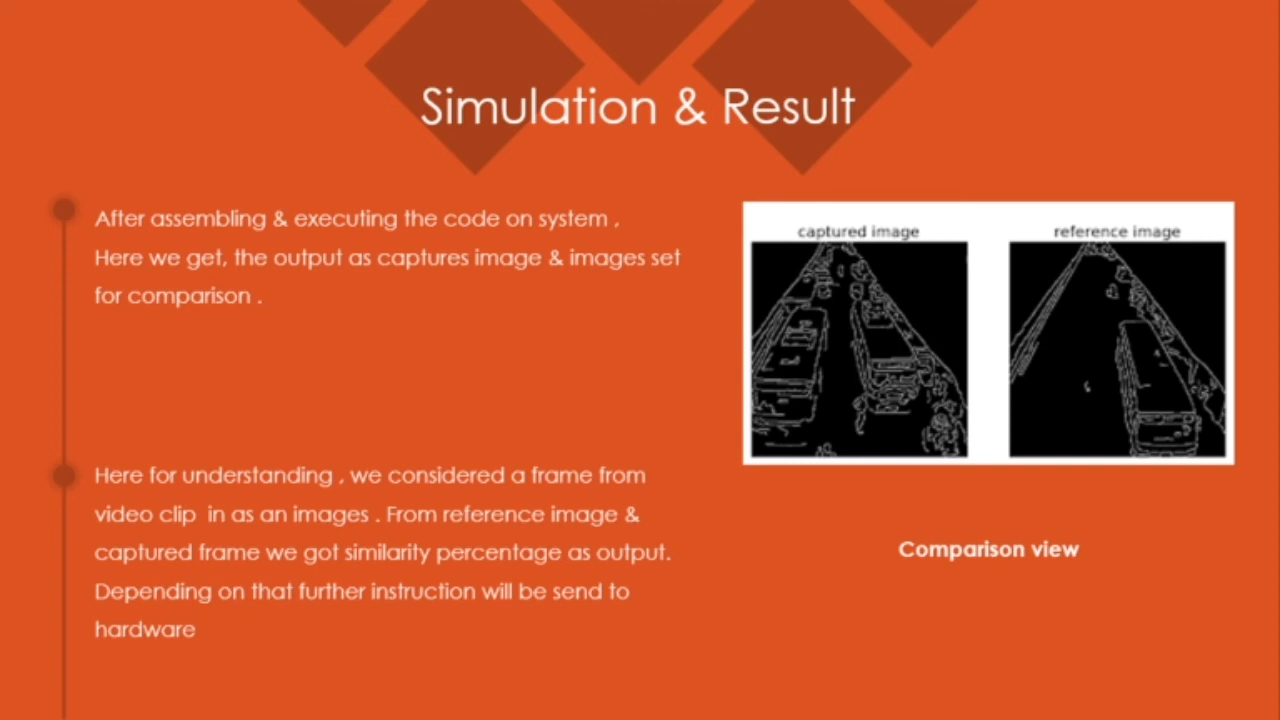 Simulation & Result
After assembling & executing the code on system ,
Here we get, the output as captures image & images set
for comparison .
captured image
reference image
Here for understanding , we considered a frame from
video clip  in as an images . From reference image &
captured frame we got similarity percentage as output.
Depending on that further instruction will be send to
hardware
Comparison view